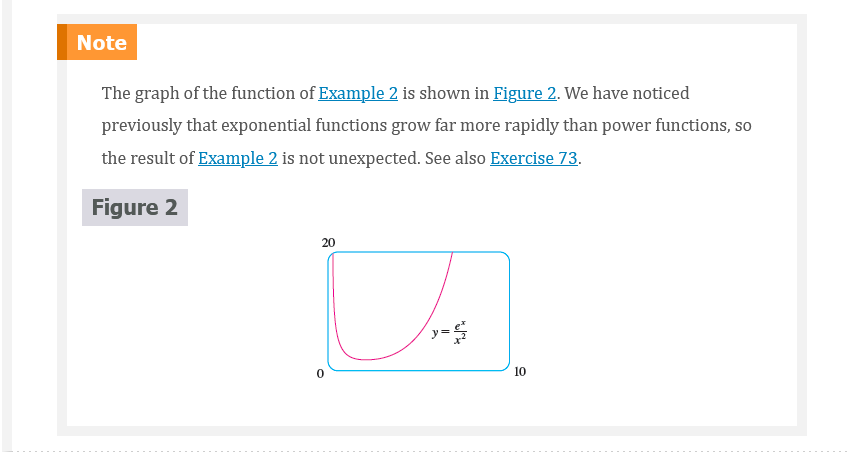 Note
The graph of the function of Example 2 is shown in Figure 2. We have noticed
previously that exponential functions grow far more rapidly than power functions, so
the result of Example 2 is not unexpected. See also Exercise 73.
Figure 2
20
y = e^x/x^2
0
10